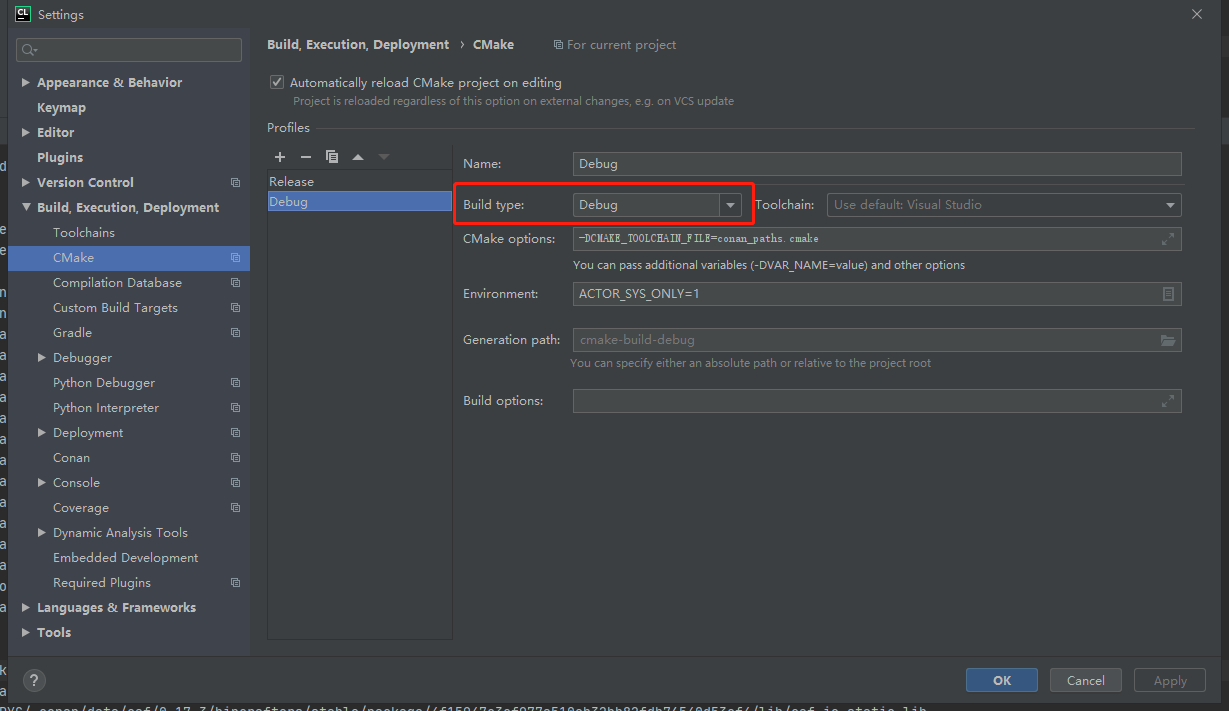 CL Settings
Build, Execution, Deployment › CMake For current project
Appearance & Behavior
Keymap
Editor
Plugins
Version Control
Build, Execution, Deployment
Toolchains
CMake
Compilation Database
Custom Build Targets
Gradle
Debugger
Python Debugger
Python Interpreter
Deployment
Conan
Console
Coverage
Dynamic Analysis Tools
Embedded Development
Required Plugins
Languages & Frameworks
Tools
Automatically reload CMake project on editing
Project is reloaded regardless of this option on external changes, e.g. on VCS update
Profiles
Release
Debug
Name: Debug
Build type: Debug Toolchain: Use default: Visual Studio
CMake options: -DCMAKE_TOOLCHAIN_FILE=conan_paths.cmake
You can pass additional variables (-DVAR_NAME=value) and other options
Environment: ACTOR_SYS_ONLY=1
Generation path: cmake-build-debug
You can specify either an absolute path or relative to the project root
Build options:
? OK Cancel Apply